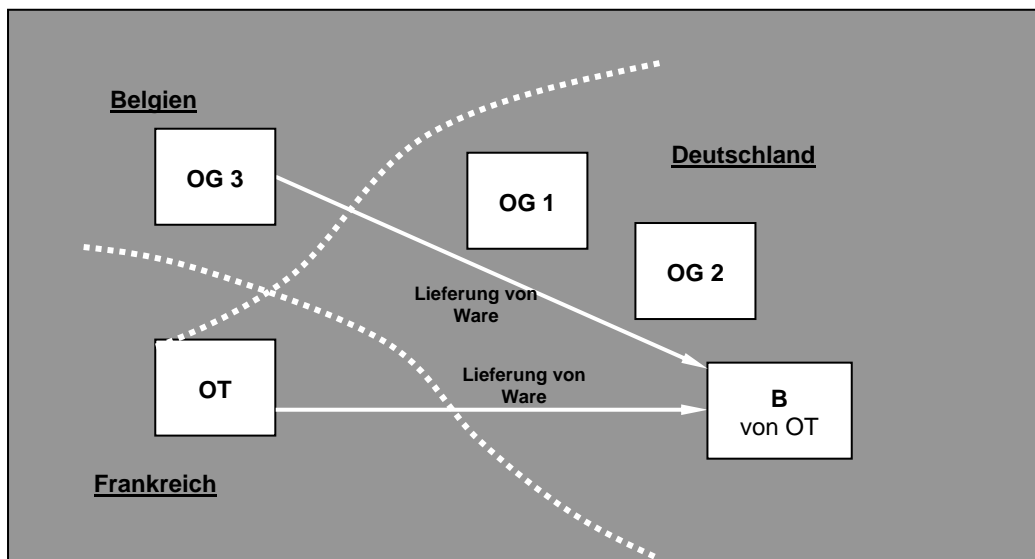 Belgien
OG 3
OG 1
Deutschland
OG 2
Lieferung von
Ware
OT
Lieferung von
Ware
B
von OT
Frankreich